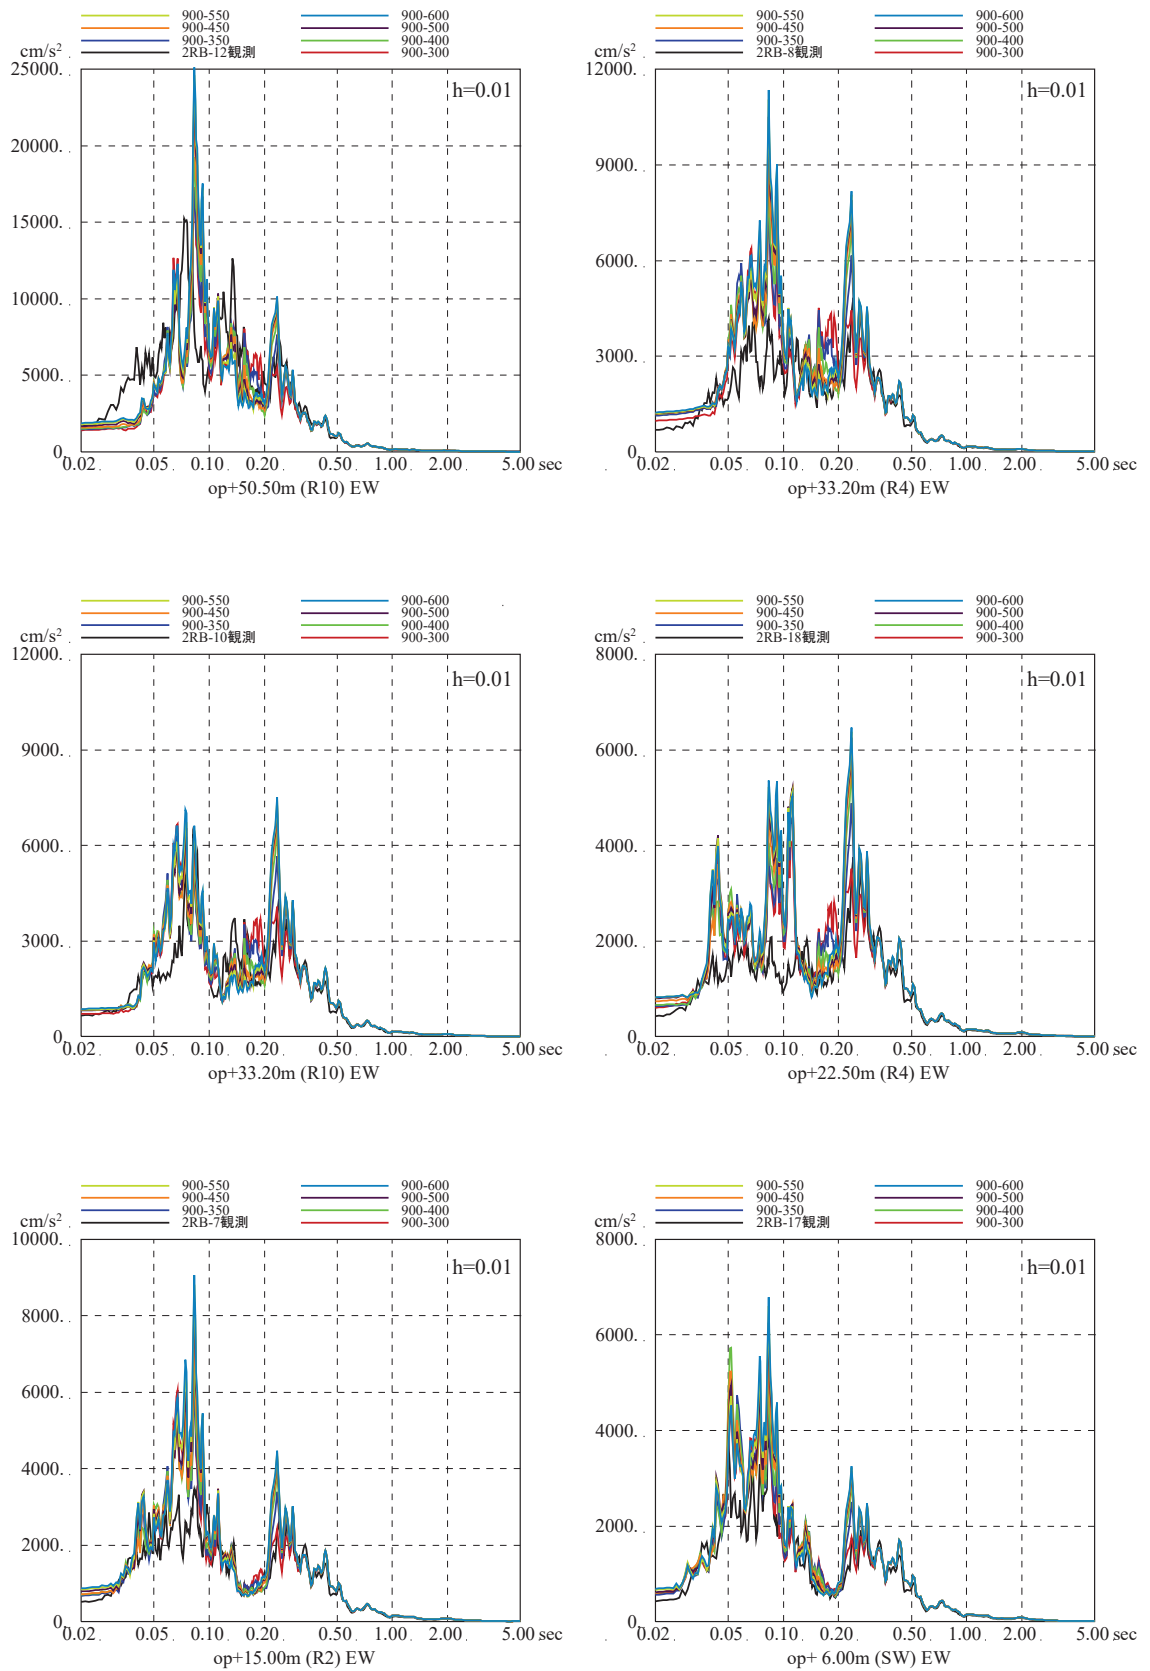 900-550 900-600
900-450 900-500
900-350 900-400
2RB-12観測 900-300
cm/s²
25000.
h=0.01
20000.
15000.
10000.
5000.
0.
0.02 0.05 0.10 0.20 0.50 1.00 2.00 5.00 sec
op+50.50m (R10) EW
900-550 900-600
900-450 900-500
900-350 900-400
2RB-8観測 900-300
cm/s²
12000.
h=0.01
9000.
6000.
3000.
0.
0.02 0.05 0.10 0.20 0.50 1.00 2.00 5.00 sec
op+33.20m (R4) EW
900-550 900-600
900-450 900-500
900-350 900-400
2RB-10観測 900-300
cm/s²
12000.
h=0.01
9000.
6000.
3000.
0.
0.02 0.05 0.10 0.20 0.50 1.00 2.00 5.00 sec
op+33.20m (R10) EW
900-550 900-600
900-450 900-500
900-350 900-400
2RB-18観測 900-300
cm/s²
8000.
h=0.01
6000.
4000.
2000.
0.
0.02 0.05 0.10 0.20 0.50 1.00 2.00 5.00 sec
op+22.50m (R4) EW
900-550 900-600
900-450 900-500
900-350 900-400
2RB-7観測 900-300
cm/s²
10000.
h=0.01
8000.
6000.
4000.
2000.
0.
0.02 0.05 0.10 0.20 0.50 1.00 2.00 5.00 sec
op+15.00m (R2) EW
900-550 900-600
900-450 900-500
900-350 900-400
2RB-17観測 900-300
cm/s²
8000.
h=0.01
6000.
4000.
2000.
0.
0.02 0.05 0.10 0.20 0.50 1.00 2.00 5.00 sec
op+ 6.00m (SW) EW